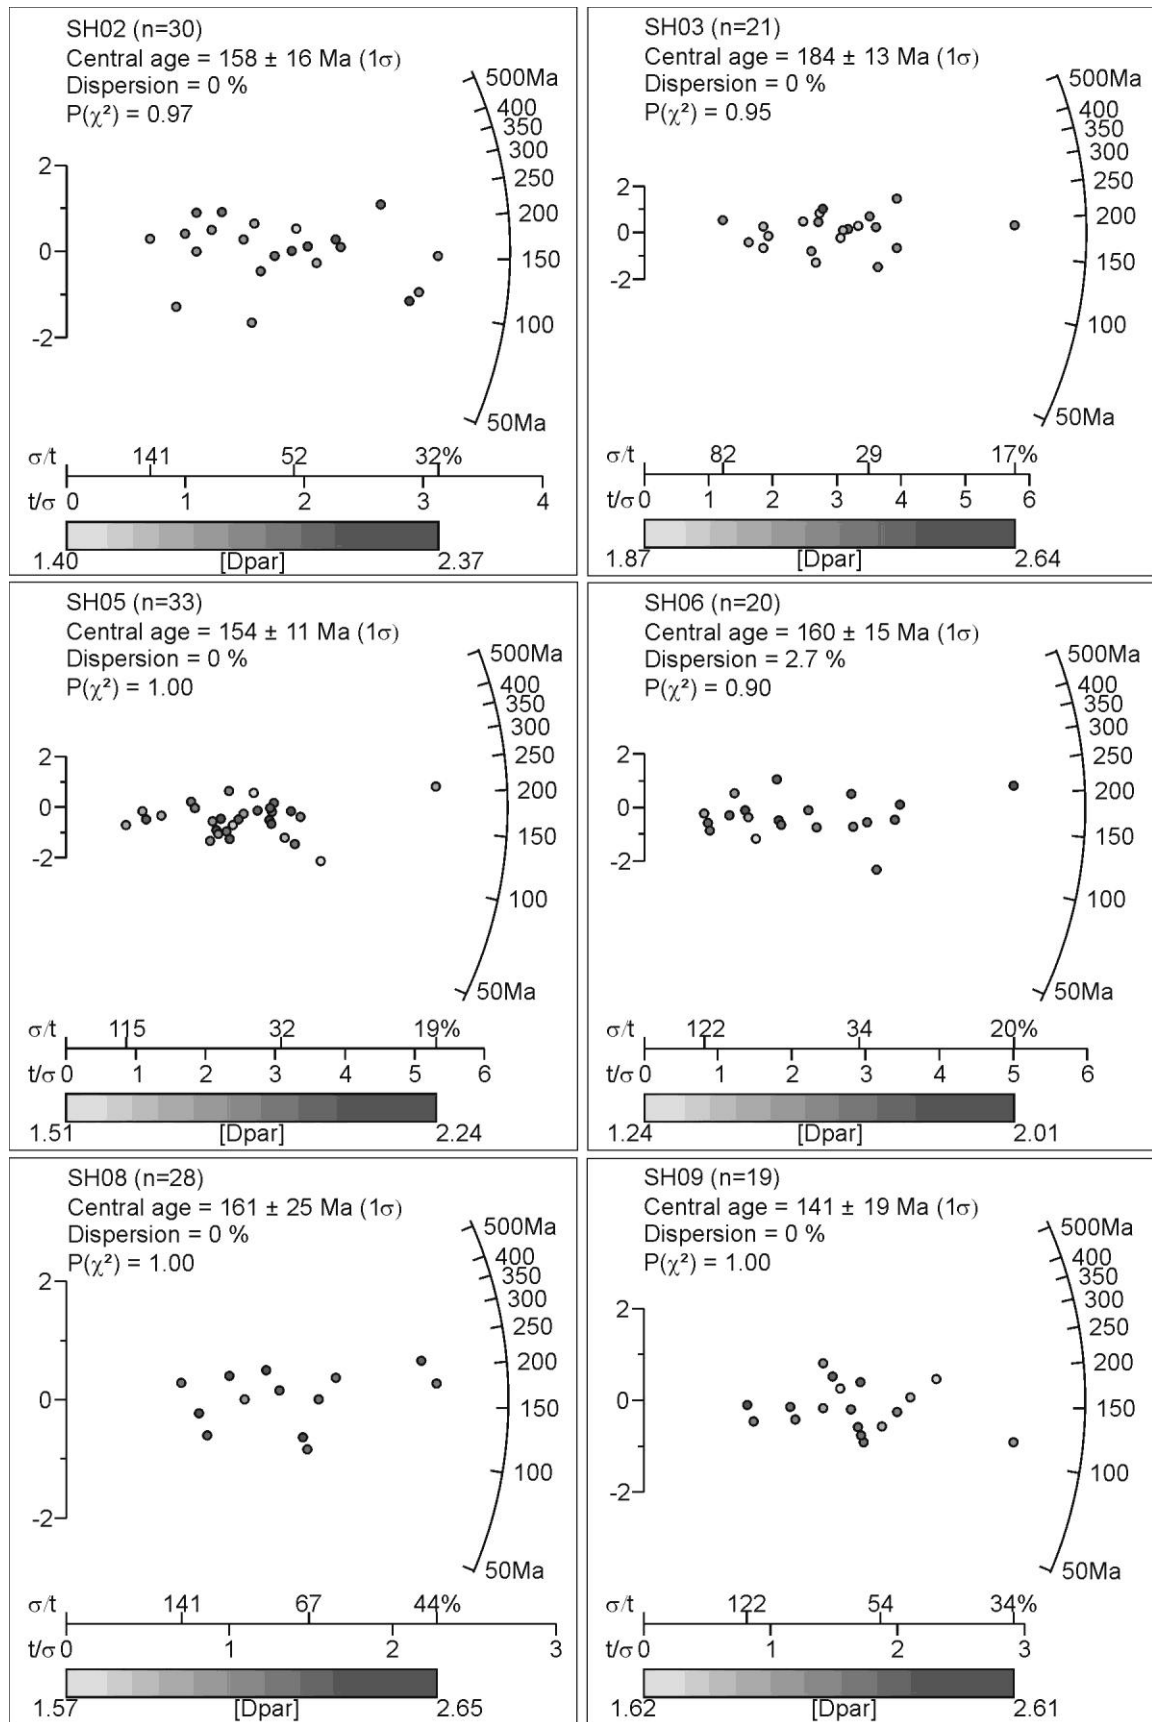 SH02 (n=30)
Central age = 158 ± 16 Ma (1σ)
Dispersion = 0 %
P(χ²) = 0.97
500Ma
400
350
300
250
200
150
100
50Ma
2
0
-2
σ/t 141 52 32%
t/σ 0 1 2 3 4
1.40 [Dpar] 2.37
SH03 (n=21)
Central age = 184 ± 13 Ma (1σ)
Dispersion = 0 %
P(χ²) = 0.95
500Ma
400
350
300
250
200
150
100
50Ma
2
0
-2
σ/t 82 29 17%
t/σ 0 1 2 3 4 5 6
1.87 [Dpar] 2.64
SH05 (n=33)
Central age = 154 ± 11 Ma (1σ)
Dispersion = 0 %
P(χ²) = 1.00
500Ma
400
350
300
250
200
150
100
50Ma
2
0
-2
σ/t 115 32 19%
t/σ 0 1 2 3 4 5 6
1.51 [Dpar] 2.24
SH06 (n=20)
Central age = 160 ± 15 Ma (1σ)
Dispersion = 2.7 %
P(χ²) = 0.90
500Ma
400
350
300
250
200
150
100
50Ma
2
0
-2
σ/t 122 34 20%
t/σ 0 1 2 3 4 5 6
1.24 [Dpar] 2.01
SH08 (n=28)
Central age = 161 ± 25 Ma (1σ)
Dispersion = 0 %
P(χ²) = 1.00
500Ma
400
350
300
250
200
150
100
50Ma
2
0
-2
σ/t 141 67 44%
t/σ 0 1 2 3
1.57 [Dpar] 2.65
SH09 (n=19)
Central age = 141 ± 19 Ma (1σ)
Dispersion = 0 %
P(χ²) = 1.00
500Ma
400
350
300
250
200
150
100
50Ma
2
0
-2
σ/t 122 54 34%
t/σ 0 1 2 3
1.62 [Dpar] 2.61